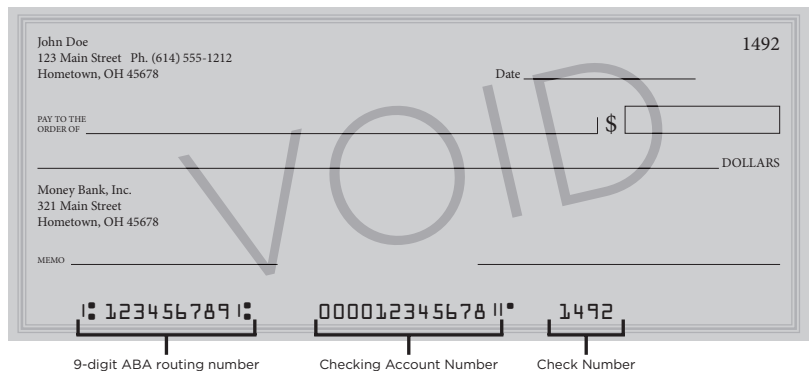 John Doe
1492
123 Main Street Ph. (614) 555-1212
Hometown, OH 45678
Date
PAY TO THE
ORDER OF
$
DOLLARS
Money Bank, Inc.
321 Main Street
Hometown, OH 45678
MEMO
VOID
⑆123456789⑆ 000012345678⑈ 1492
9-digit ABA routing number Checking Account Number Check Number